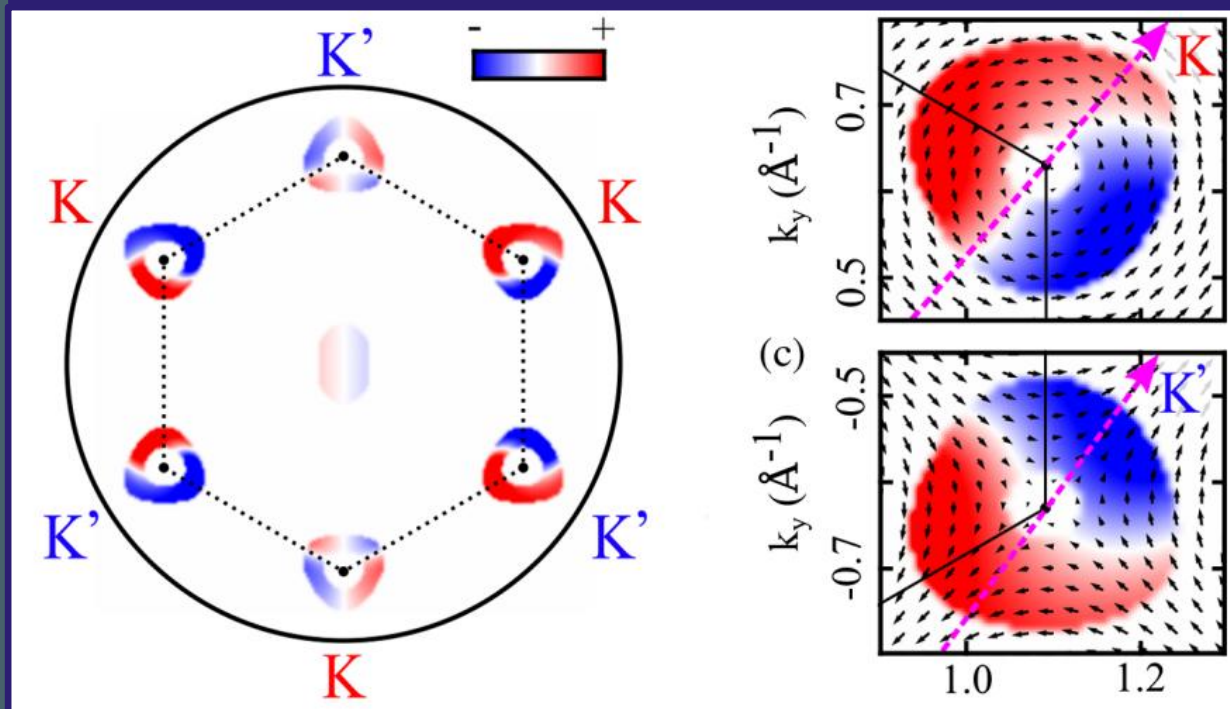 - +
K'
K K
K' K'
K
K
k_y (Å⁻¹)
0.7
0.5
(c)
K'
k_y (Å⁻¹)
-0.5
-0.7
1.0 1.2